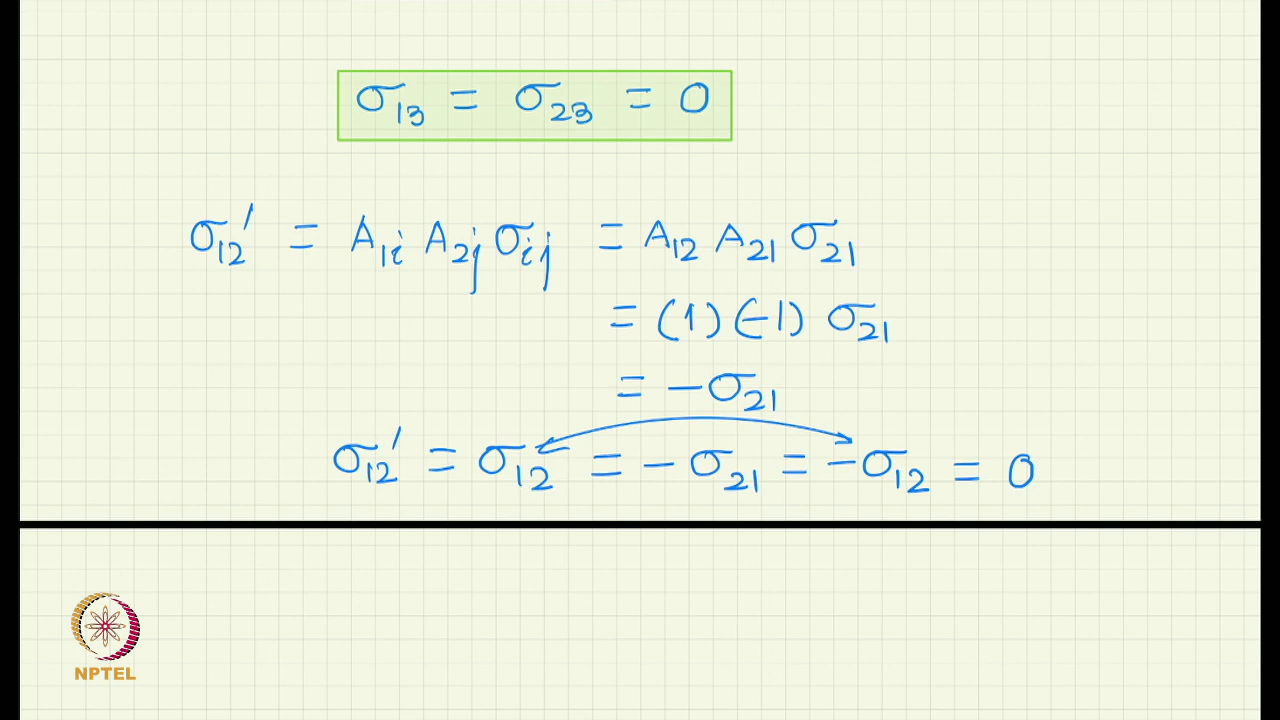 σ₁₃ = σ₂₃ = 0
σ₁₂′ = A₁ᵢ A₂ⱼ σᵢⱼ = A₁₂ A₂₁ σ₂₁
= (1) (-1) σ₂₁
= -σ₂₁
σ₁₂′ = σ₁₂ = -σ₂₁ = -σ₁₂ = 0
NPTEL